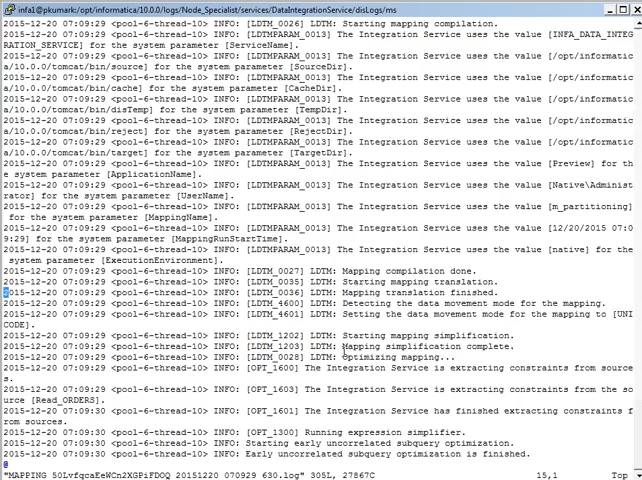 infa1@pkumark:/opt/informatica/10.0.0/logs/Node_Specialist/services/DataIntegrationService/disLogs/ms
2015-12-20 07:09:29 <pool-6-thread-10> INFO: [LDTM_0026] LDTM: Starting mapping compilation.
2015-12-20 07:09:29 <pool-6-thread-10> INFO: [LDTMPARAM_0013] The Integration Service uses the value [INFA_DATA_INTEG
RATION_SERVICE] for the system parameter [ServiceName].
2015-12-20 07:09:29 <pool-6-thread-10> INFO: [LDTMPARAM_0013] The Integration Service uses the value [/opt/informatic
a/10.0.0/tomcat/bin/source] for the system parameter [SourceDir].
2015-12-20 07:09:29 <pool-6-thread-10> INFO: [LDTMPARAM_0013] The Integration Service uses the value [/opt/informatic
a/10.0.0/tomcat/bin/cache] for the system parameter [CacheDir].
2015-12-20 07:09:29 <pool-6-thread-10> INFO: [LDTMPARAM_0013] The Integration Service uses the value [/opt/informatic
a/10.0.0/tomcat/bin/disTemp] for the system parameter [TempDir].
2015-12-20 07:09:29 <pool-6-thread-10> INFO: [LDTMPARAM_0013] The Integration Service uses the value [/opt/informatic
a/10.0.0/tomcat/bin/reject] for the system parameter [RejectDir].
2015-12-20 07:09:29 <pool-6-thread-10> INFO: [LDTMPARAM_0013] The Integration Service uses the value [/opt/informatic
a/10.0.0/tomcat/bin/target] for the system parameter [TargetDir].
2015-12-20 07:09:29 <pool-6-thread-10> INFO: [LDTMPARAM_0013] The Integration Service uses the value [Preview] for th
e system parameter [ApplicationName].
2015-12-20 07:09:29 <pool-6-thread-10> INFO: [LDTMPARAM_0013] The Integration Service uses the value [Native\Administ
rator] for the system parameter [UserName].
2015-12-20 07:09:29 <pool-6-thread-10> INFO: [LDTMPARAM_0013] The Integration Service uses the value [m_partitioning]
 for the system parameter [MappingName].
2015-12-20 07:09:29 <pool-6-thread-10> INFO: [LDTMPARAM_0013] The Integration Service uses the value [12/20/2015 07:0
9:29] for the system parameter [MappingRunStartTime].
2015-12-20 07:09:29 <pool-6-thread-10> INFO: [LDTMPARAM_0013] The Integration Service uses the value [native] for the
 system parameter [ExecutionEnvironment].
2015-12-20 07:09:29 <pool-6-thread-10> INFO: [LDTM_0027] LDTM: Mapping compilation done.
2015-12-20 07:09:29 <pool-6-thread-10> INFO: [LDTM_0035] LDTM: Starting mapping translation.
2015-12-20 07:09:29 <pool-6-thread-10> INFO: [LDTM_0036] LDTM: Mapping translation finished.
2015-12-20 07:09:29 <pool-6-thread-10> INFO: [LDTM_4600] LDTM: Detecting the data movement mode for the mapping.
2015-12-20 07:09:29 <pool-6-thread-10> INFO: [LDTM_4601] LDTM: Setting the data movement mode for the mapping to [UNI
CODE].
2015-12-20 07:09:29 <pool-6-thread-10> INFO: [LDTM_1202] LDTM: Starting mapping simplification.
2015-12-20 07:09:29 <pool-6-thread-10> INFO: [LDTM_1203] LDTM: Mapping simplification complete.
2015-12-20 07:09:29 <pool-6-thread-10> INFO: [LDTM_0028] LDTM: Optimizing mapping...
2015-12-20 07:09:29 <pool-6-thread-10> INFO: [OPT_1600] The Integration Service is extracting constraints from source
s.
2015-12-20 07:09:29 <pool-6-thread-10> INFO: [OPT_1603] The Integration Service is extracting constraints from the so
urce [Read_ORDERS].
2015-12-20 07:09:30 <pool-6-thread-10> INFO: [OPT_1601] The Integration Service has finished extracting constraints f
rom sources.
2015-12-20 07:09:30 <pool-6-thread-10> INFO: [OPT_1300] Running expression simplifier.
2015-12-20 07:09:30 <pool-6-thread-10> INFO: Starting early uncorrelated subquery optimization.
2015-12-20 07:09:30 <pool-6-thread-10> INFO: Early uncorrelated subquery optimization is finished.
@
"MAPPING 50LvfqcaEeWCn2XGPiFDOQ 20151220 070929 630.log" 305L, 27867C 15,1 Top